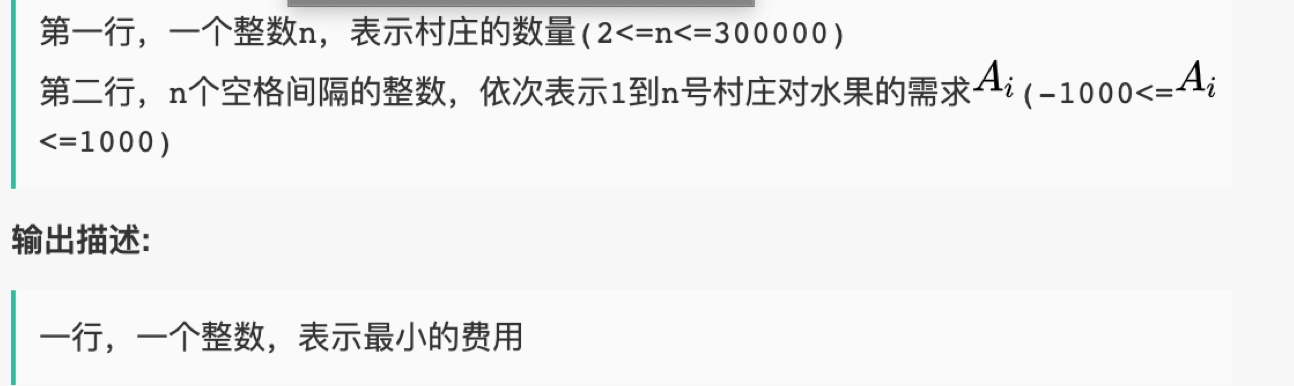 第一行，一个整数n，表示村庄的数量(2<=n<=300000)
第二行，n个空格间隔的整数，依次表示1到n号村庄对水果的需求A_i(-1000<=A_i
<=1000)
输出描述:
一行，一个整数，表示最小的费用